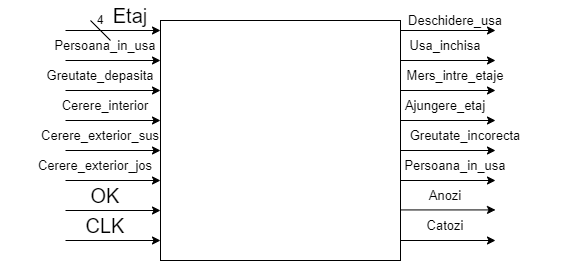 4 Etaj
Persoana_in_usa
Greutate_depasita
Cerere_interior
Cerere_exterior_sus
Cerere_exterior_jos
OK
CLK
Deschidere_usa
Usa_inchisa
Mers_intre_etaje
Ajungere_etaj
Greutate_incorecta
Persoana_in_usa
Anozi
Catozi